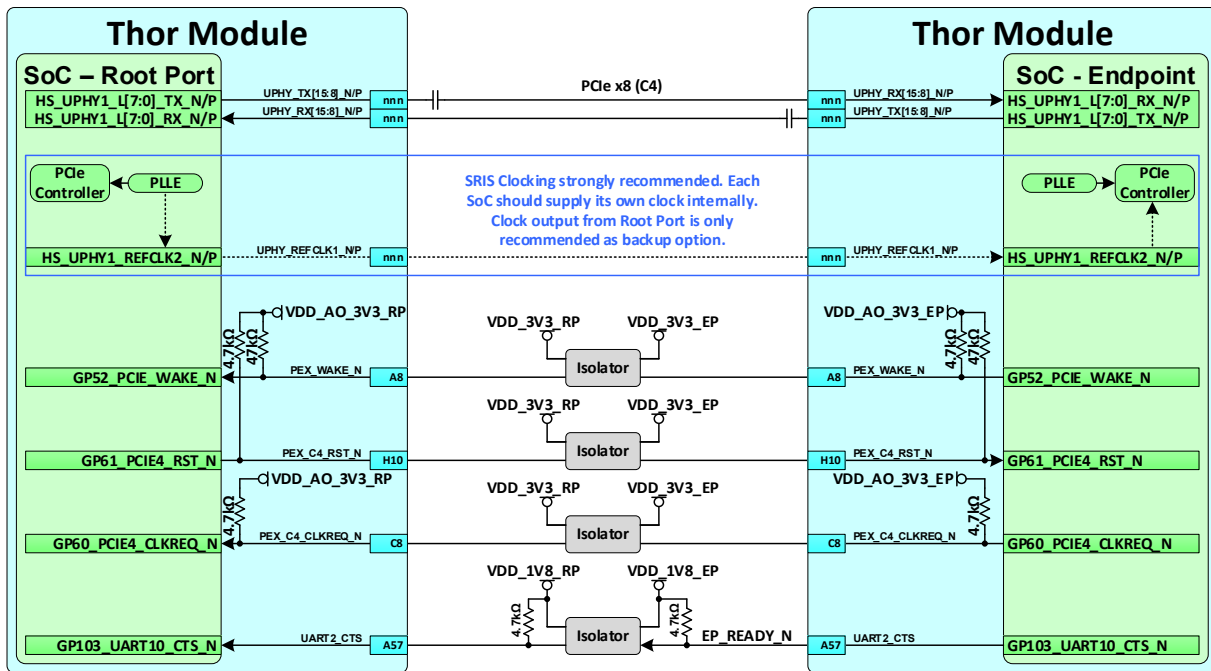 Thor Module
Thor Module
SoC – Root Port
SoC - Endpoint
HS_UPHY1_L[7:0]_TX_N/P
UPHY_TX[15:8]_N/P
nnn
PCIe x8 (C4)
nnn
UPHY_RX[15:8]_N/P
HS_UPHY1_L[7:0]_RX_N/P
HS_UPHY1_L[7:0]_RX_N/P
UPHY_RX[15:8]_N/P
nnn
nnn
UPHY_TX[15:8]_N/P
HS_UPHY1_L[7:0]_TX_N/P
PCIe
Controller
PLLE
SRIS Clocking strongly recommended. Each
SoC should supply its own clock internally.
Clock output from Root Port is only
recommended as backup option.
PLLE
PCIe
Controller
HS_UPHY1_REFCLK2_N/P
UPHY_REFCLK1_N/P
nnn
nnn
UPHY_REFCLK1_N/P
HS_UPHY1_REFCLK2_N/P
VDD_AO_3V3_RP
4.7kΩ
47kΩ
VDD_3V3_RP
VDD_3V3_EP
VDD_AO_3V3_EP
4.7kΩ
47kΩ
GP52_PCIE_WAKE_N
PEX_WAKE_N
A8
Isolator
A8
PEX_WAKE_N
GP52_PCIE_WAKE_N
VDD_3V3_RP
VDD_3V3_EP
GP61_PCIE4_RST_N
PEX_C4_RST_N
H10
Isolator
H10
PEX_C4_RST_N
GP61_PCIE4_RST_N
VDD_AO_3V3_RP
4.7kΩ
VDD_3V3_RP
VDD_3V3_EP
VDD_AO_3V3_EP
4.7kΩ
GP60_PCIE4_CLKREQ_N
PEX_C4_CLKREQ_N
C8
Isolator
C8
PEX_C4_CLKREQ_N
GP60_PCIE4_CLKREQ_N
VDD_1V8_RP
VDD_1V8_EP
4.7kΩ
4.7kΩ
GP103_UART10_CTS_N
UART2_CTS
A57
Isolator
EP_READY_N
A57
UART2_CTS
GP103_UART10_CTS_N